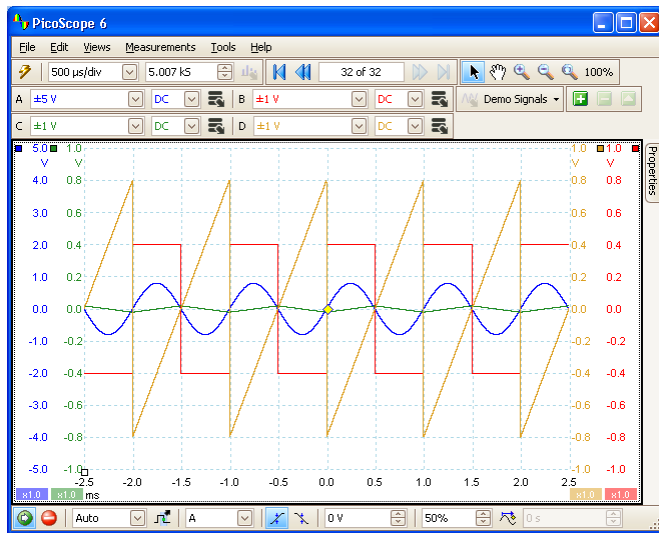 PicoScope 6
File Edit Views Measurements Tools Help
500 µs/div 5.007 kS 32 of 32 100%
A ±5 V DC B ±1 V DC Demo Signals
C ±1 V DC D ±1 V DC
5.0 1.0 1.0 1.0
V V V V
4.0 0.8 0.8 0.8
3.0 0.6 0.6 0.6
2.0 0.4 0.4 0.4
1.0 0.2 0.2 0.2
0.0 0.0 0.0 0.0
-1.0 -0.2 -0.2 -0.2
-2.0 -0.4 -0.4 -0.4
-3.0 -0.6 -0.6 -0.6
-4.0 -0.8 -0.8 -0.8
-5.0 -1.0 -1.0 -1.0
-2.5 -2.0 -1.5 -1.0 -0.5 0.0 0.5 1.0 1.5 2.0 2.5
x1.0 x1.0 ms x1.0 x1.0
Properties
Auto A 0 V 50% 0 s